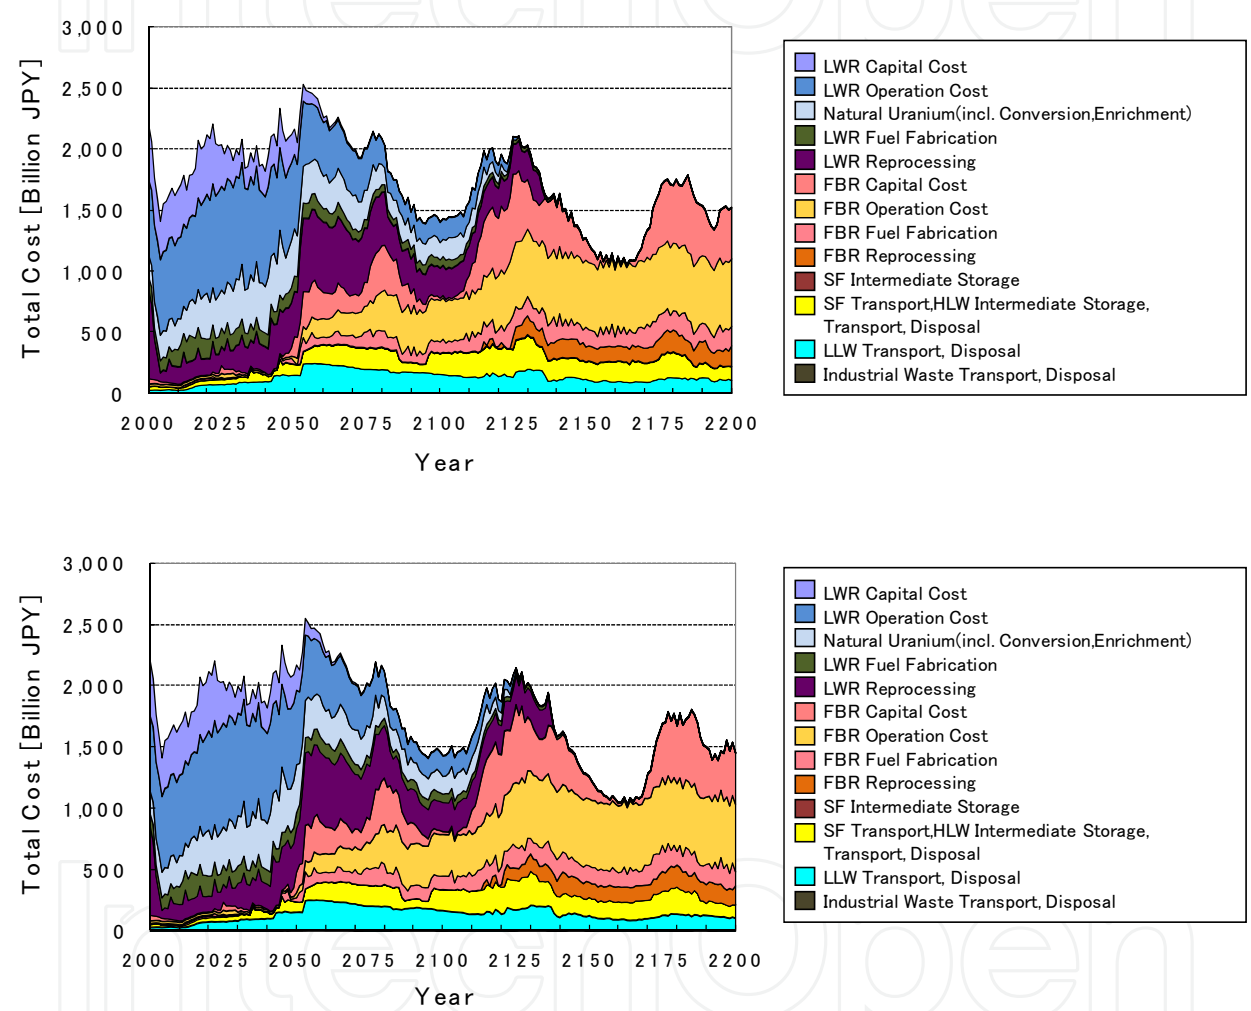 3,000
2,500
2,000
1,500
1,000
500
0
Total Cost [Billion JPY]
2000 2025 2050 2075 2100 2125 2150 2175 2200
Year
LWR Capital Cost
LWR Operation Cost
Natural Uranium(incl. Conversion,Enrichment)
LWR Fuel Fabrication
LWR Reprocessing
FBR Capital Cost
FBR Operation Cost
FBR Fuel Fabrication
FBR Reprocessing
SF Intermediate Storage
SF Transport,HLW Intermediate Storage,
Transport, Disposal
LLW Transport, Disposal
Industrial Waste Transport, Disposal
3,000
2,500
2,000
1,500
1,000
500
0
Total Cost [Billion JPY]
2000 2025 2050 2075 2100 2125 2150 2175 2200
Year
LWR Capital Cost
LWR Operation Cost
Natural Uranium(incl. Conversion,Enrichment)
LWR Fuel Fabrication
LWR Reprocessing
FBR Capital Cost
FBR Operation Cost
FBR Fuel Fabrication
FBR Reprocessing
SF Intermediate Storage
SF Transport,HLW Intermediate Storage,
Transport, Disposal
LLW Transport, Disposal
Industrial Waste Transport, Disposal
IntechOpen